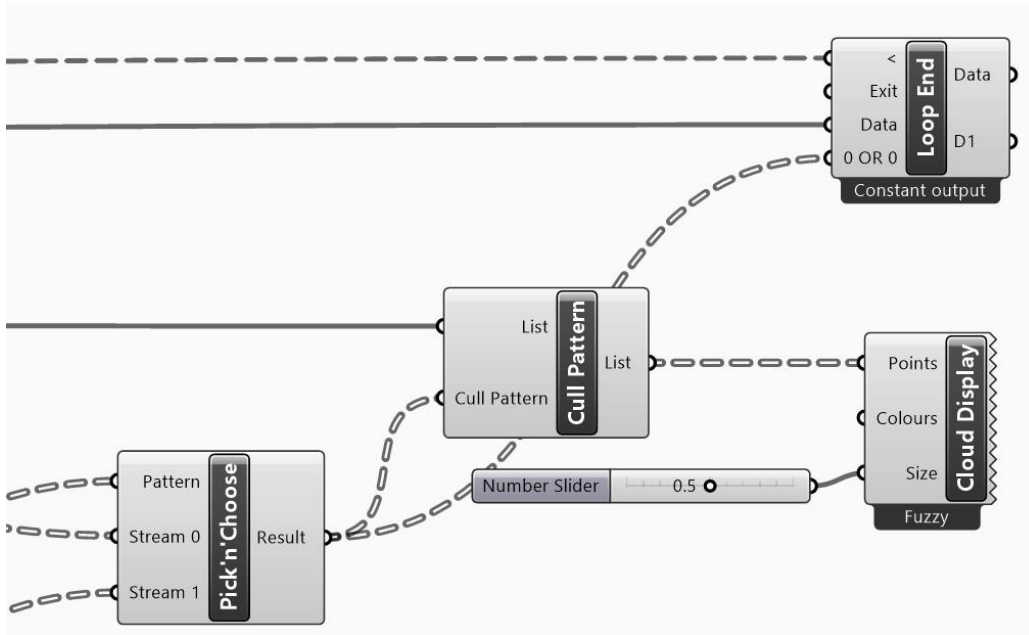 <
Exit
Data
0 OR 0
Loop End
Data
D1
Constant output
List
Cull Pattern
Cull Pattern
List
Points
Colours
Size
Cloud Display
Fuzzy
Pattern
Stream 0
Stream 1
Pick'n'Choose
Result
Number Slider
0.5